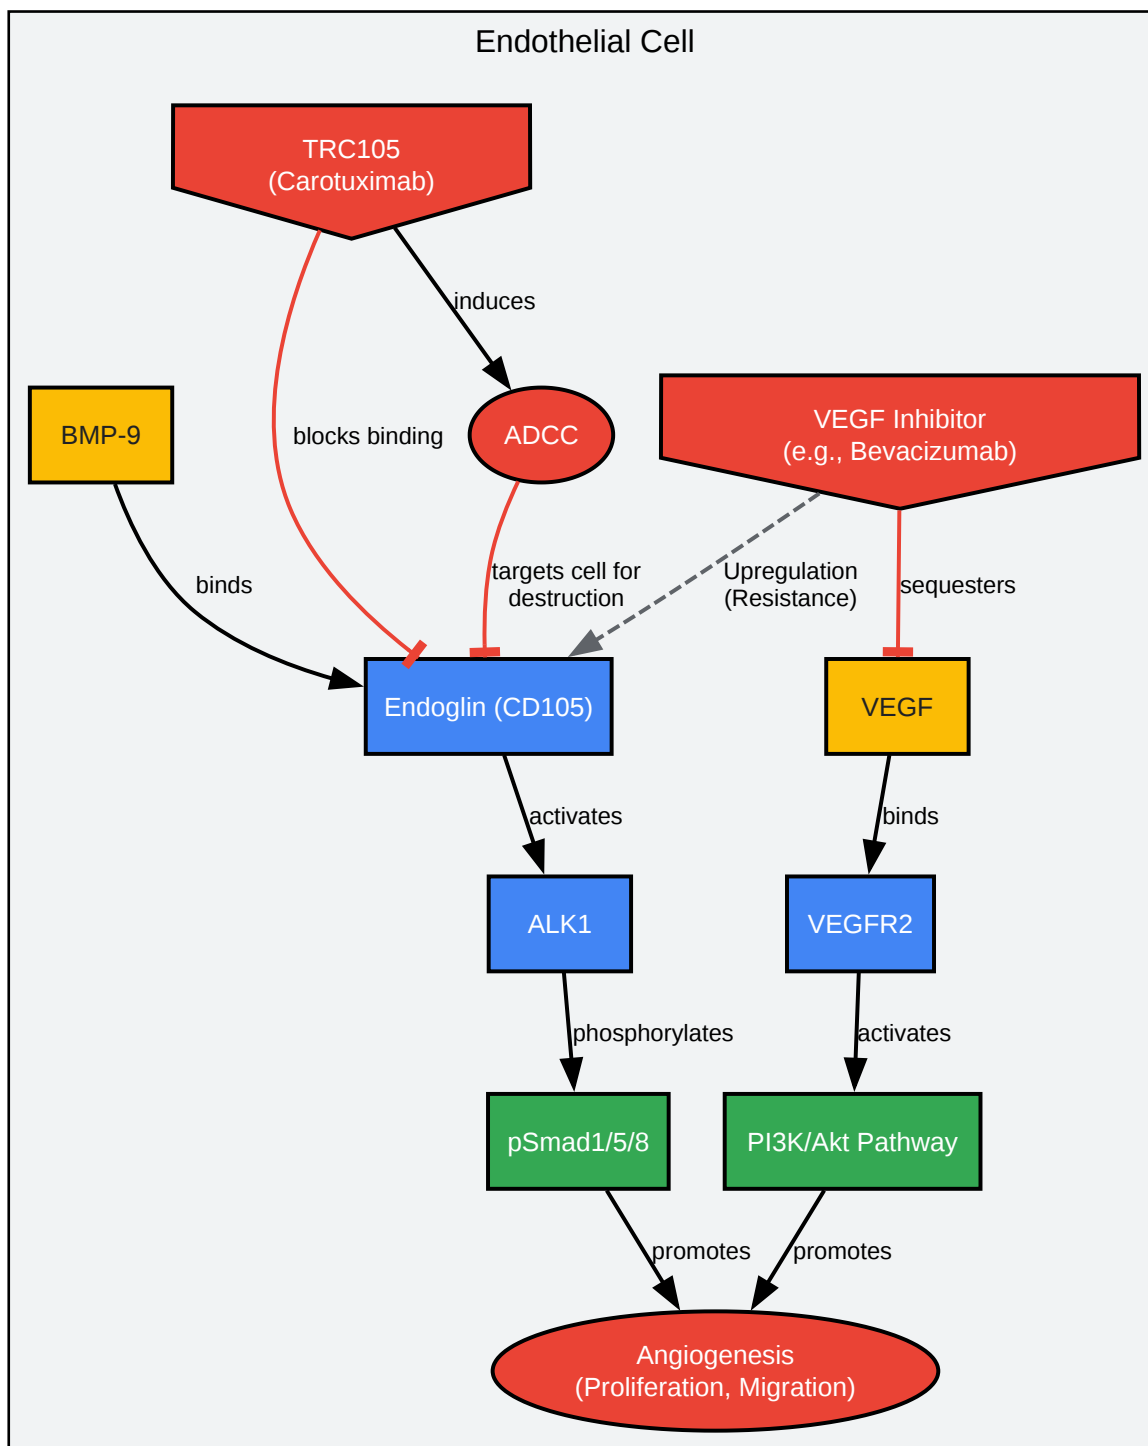 Endothelial Cell
TRC105
(Carotuximab)
induces
BMP-9
blocks binding
ADCC
VEGF Inhibitor
(e.g., Bevacizumab)
binds
targets cell for
destruction
Upregulation
(Resistance)
sequesters
Endoglin (CD105)
VEGF
activates
binds
ALK1
VEGFR2
phosphorylates
activates
pSmad1/5/8
PI3K/Akt Pathway
promotes
promotes
Angiogenesis
(Proliferation, Migration)